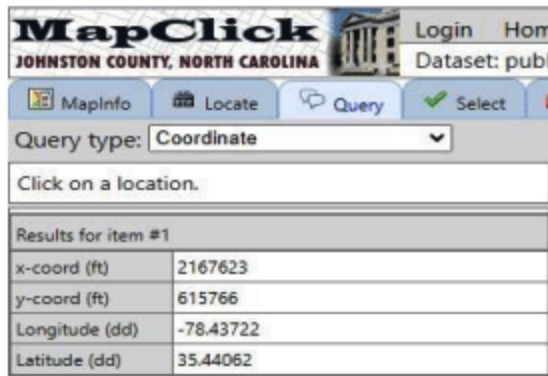 MapClick
JOHNSTON COUNTY, NORTH CAROLINA
Login Hom
Dataset: publ
MapInfo Locate Query Select
Query type: Coordinate
Click on a location.
Results for item #1
x-coord (ft) 2167623
y-coord (ft) 615766
Longitude (dd) -78.43722
Latitude (dd) 35.44062